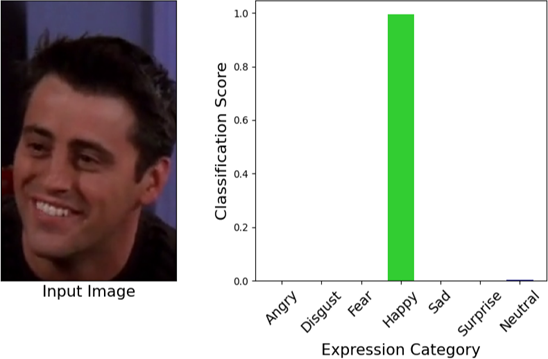 1.0
0.8
0.6
0.4
0.2
0.0
Classification Score
Angry
Disgust
Fear
Happy
Sad
Surprise
Neutral
Input Image
Expression Category